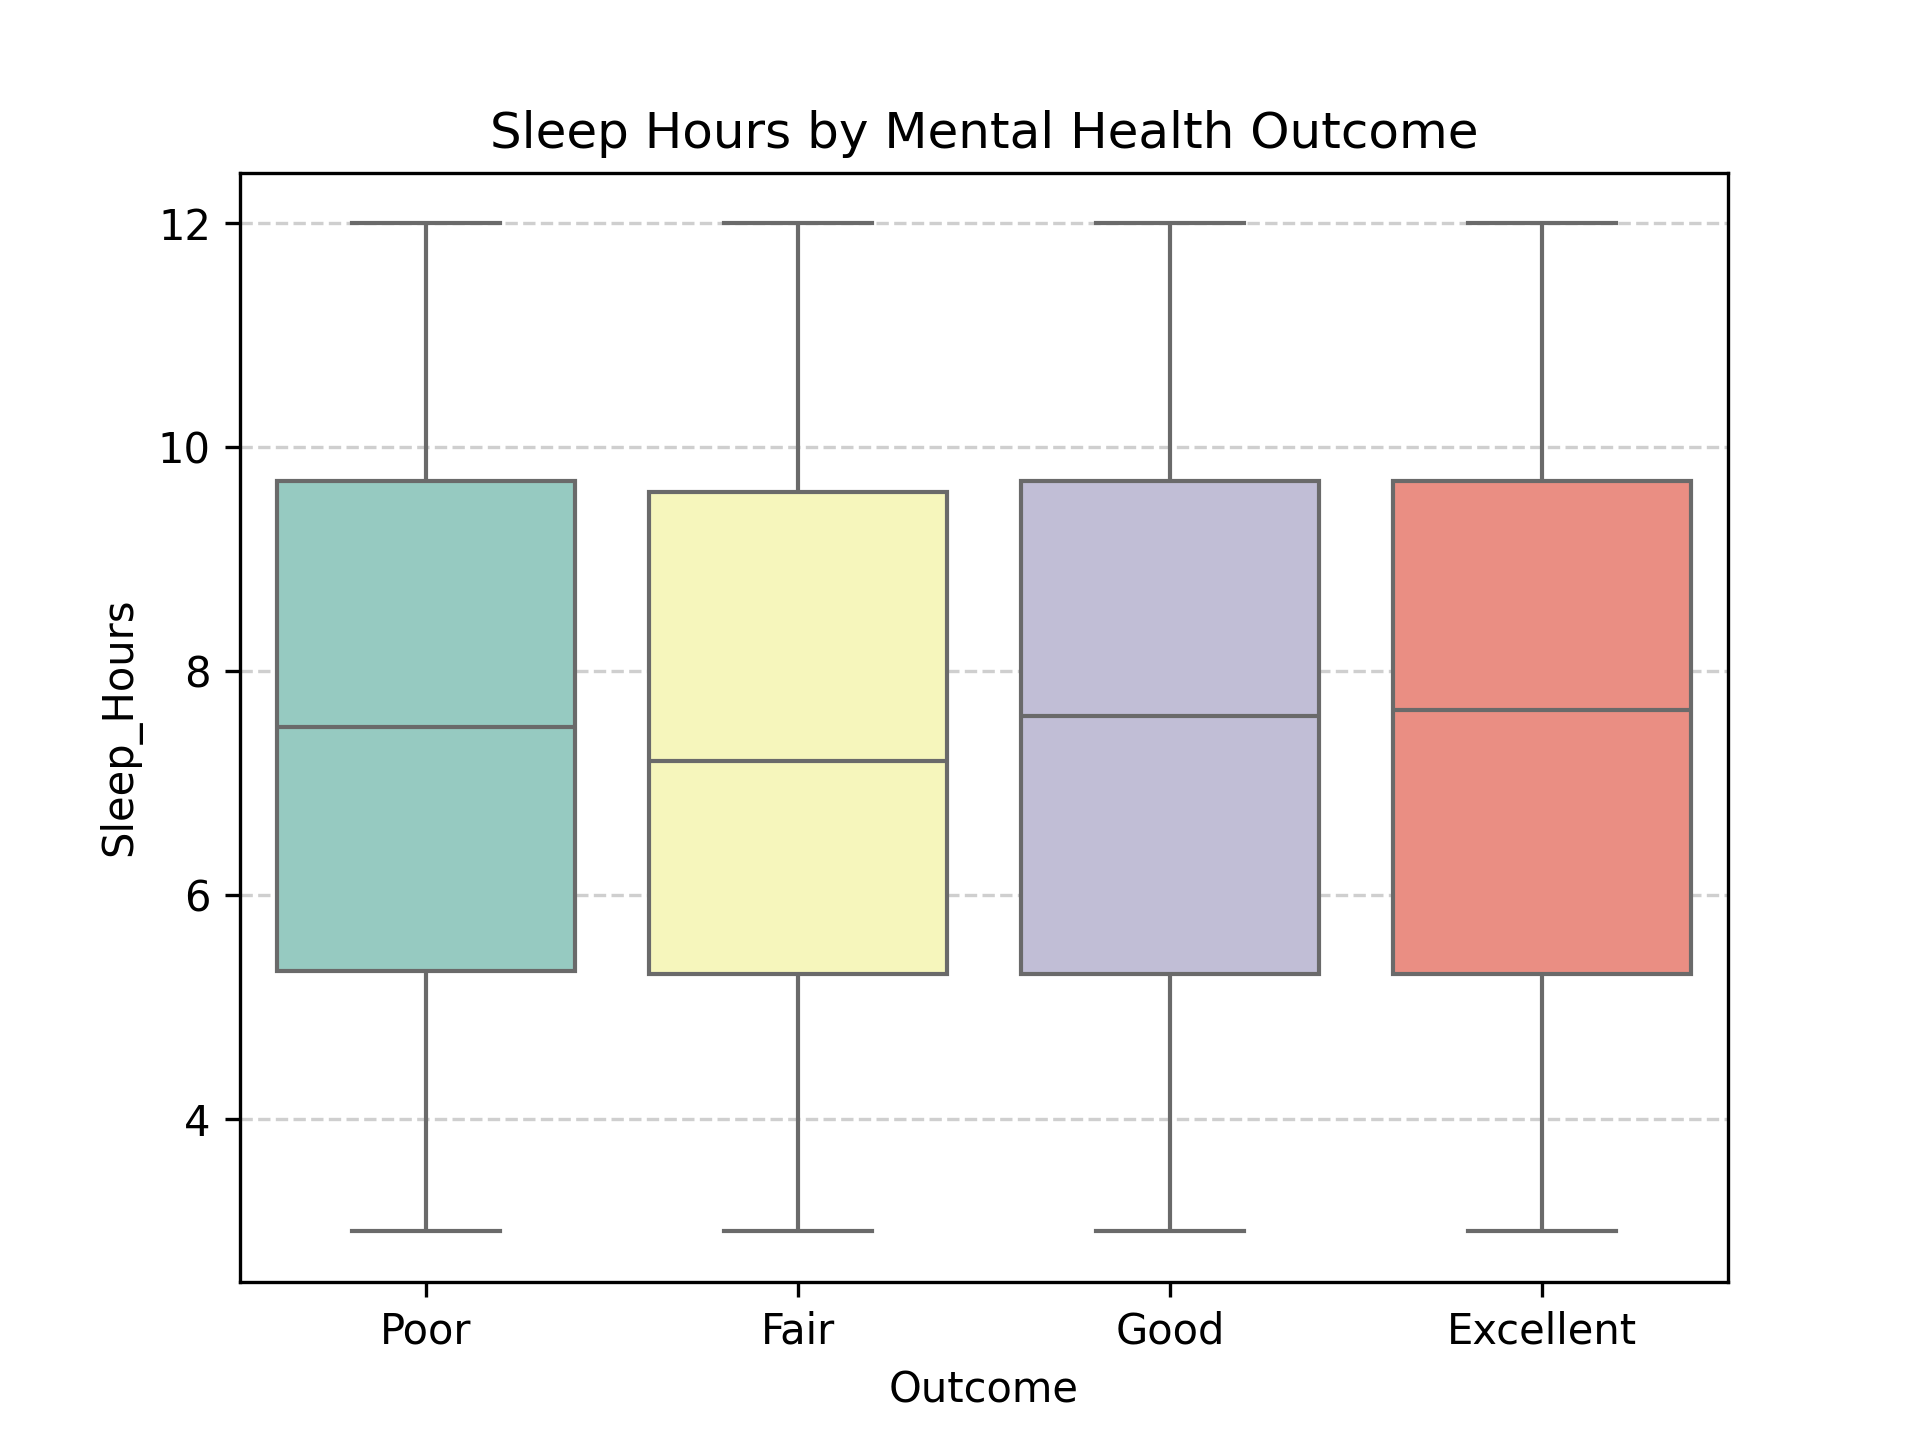 Sleep Hours by Mental Health Outcome
Sleep_Hours
12
10
8
6
4
Poor
Fair
Good
Excellent
Outcome